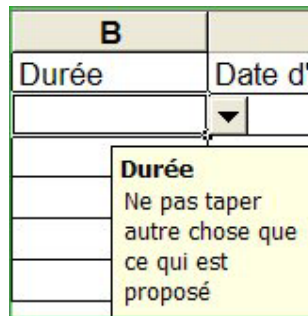 B
Durée Date d'
Durée
Ne pas taper
autre chose que
ce qui est
proposé